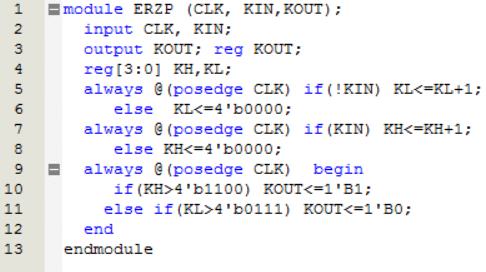 1 module ERZP (CLK, KIN,KOUT);
2 input CLK, KIN;
3 output KOUT; reg KOUT;
4 reg[3:0] KH,KL;
5 always @(posedge CLK) if(!KIN) KL<=KL+1;
6 else KL<=4'b0000;
7 always @(posedge CLK) if(KIN) KH<=KH+1;
8 else KH<=4'b0000;
9 always @(posedge CLK) begin
10 if(KH>4'b1100) KOUT<=1'B1;
11 else if(KL>4'b0111) KOUT<=1'B0;
12 end
13 endmodule